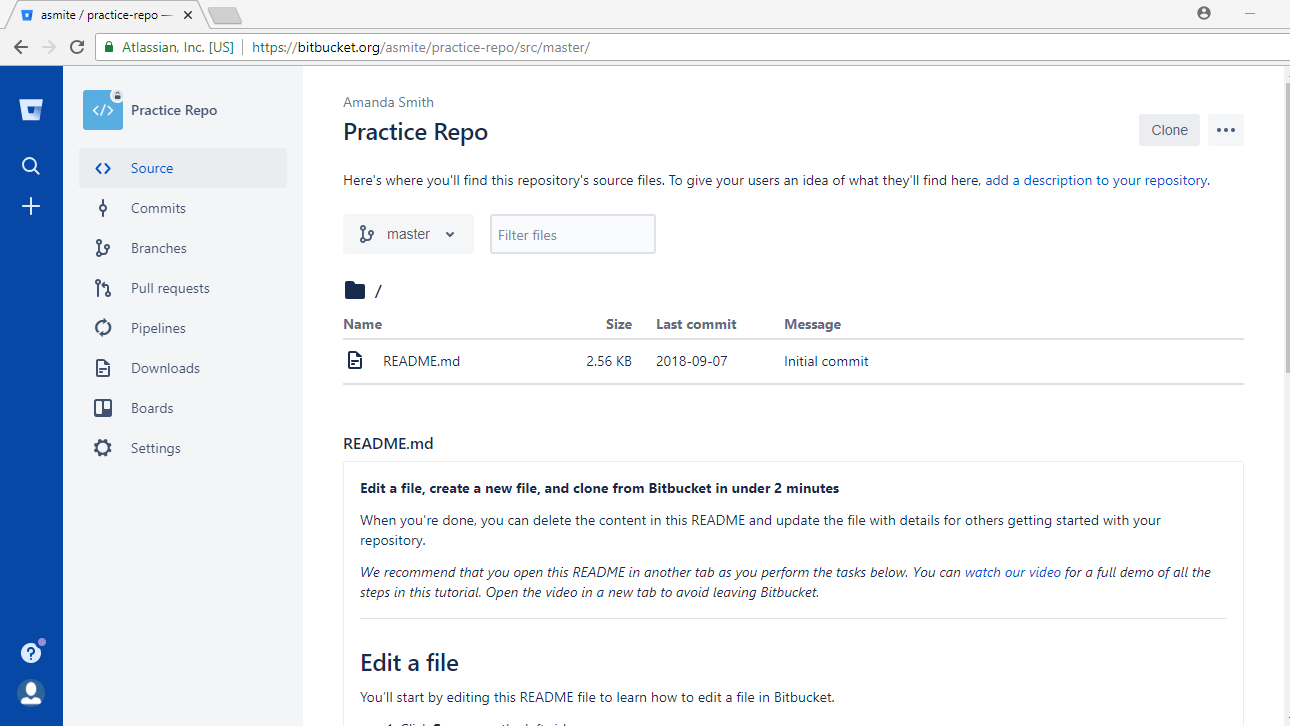 asmite / practice-repo —
Atlassian, Inc. [US]
https://bitbucket.org/asmite/practice-repo/src/master/
Practice Repo
Source
Commits
Branches
Pull requests
Pipelines
Downloads
Boards
Settings
Amanda Smith
Practice Repo
Clone
Here's where you'll find this repository's source files. To give your users an idea of what they'll find here, add a description to your repository.
master
Filter files
/
Name Size Last commit Message
README.md 2.56 KB 2018-09-07 Initial commit
README.md
Edit a file, create a new file, and clone from Bitbucket in under 2 minutes
When you're done, you can delete the content in this README and update the file with details for others getting started with your
repository.
We recommend that you open this README in another tab as you perform the tasks below. You can watch our video for a full demo of all the
steps in this tutorial. Open the video in a new tab to avoid leaving Bitbucket.
Edit a file
You'll start by editing this README file to learn how to edit a file in Bitbucket.